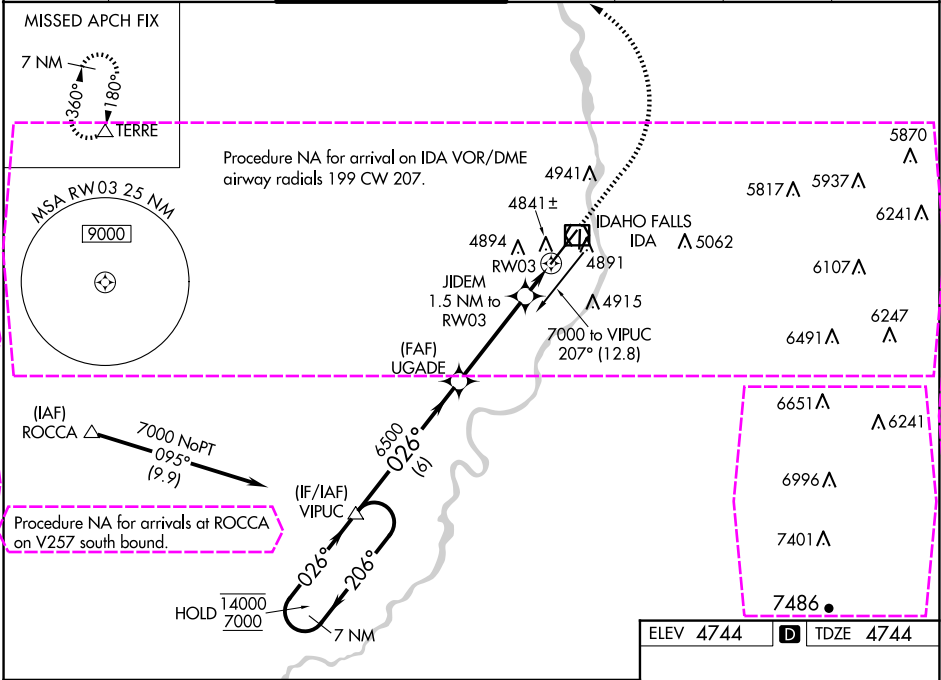 MISSED APCH FIX
7 NM
360°
180°
TERRE
Procedure NA for arrival on IDA VOR/DME
airway radials 199 CW 207.
MSA RW03 25 NM
9000
4941
4841±
4894
IDAHO FALLS
IDA
RW03
4891
5062
5870
5817
5937
6241
6107
6247
6491
JIDEM
1.5 NM to
RW03
4915
7000 to VIPUC
207° (12.8)
(FAF)
UGADE
(IAF)
ROCCA
7000 NoPT
095°
(9.9)
6500
026°
(6)
6651
6241
6996
7401
7486
(IF/IAF)
VIPUC
Procedure NA for arrivals at ROCCA
on V257 south bound.
026°
206°
HOLD
14000
7000
7 NM
ELEV 4744
D
TDZE 4744